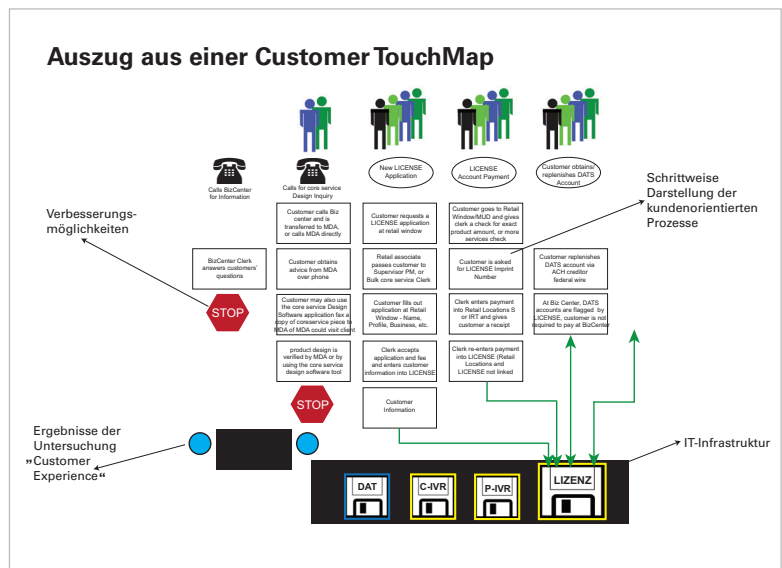 Auszug aus einer Customer TouchMap
Calls BizCenter
for Information
Calls for core service
Design Inquiry
New LICENSE
Application
LICENSE
Account Payment
Customer obtains/
replenishes DATS
Account
Schrittweise
Darstellung der
kundenorientierten
Prozesse
Verbesserungs-
möglichkeiten
Customer calls Biz
center and is
transferred to MDA,
or calls MDA directly
Customer requests a
LICENSE application
at retail window
Customer goes to Retail
Window/MUD and gives
clerk a check for exact
product amount, or more
services check
BizCenter Clerk
answers customers'
questions
Customer obtains
advice from MDA
over phone
Retail associate
passes customer to
Supervisor PM, or
Bulk core service Clerk
Customer is asked
for LICENSE Imprint
Number
Customer replenishes
DATS account via
ACH creditor
federal wire
STOP
Customer may also use
the core service Design
Software application fax a
copy of coreservice piece to
MDA of MDA could visit client
Customer fills out
application at Retail
Window - Name,
Profile, Business, etc.
Clerk enters payment
into Retail Locations S
or IRT and gives
customer a receipt
At Biz Center, DATS
accounts are flagged by
LICENSE, customer is not
required to pay at BizCenter
product design is
verified by MDA or by
using the core service
design software tool
Clerk accepts
application and fee
and enters customer
information into LICENSE
Clerk re-enters payment
into LICENSE (Retail
Locations and
LICENSE not linked
STOP
Customer
Information
Ergebnisse der
Untersuchung
„Customer
Experience“
IT-Infrastruktur
DAT
C-IVR
P-IVR
LIZENZ